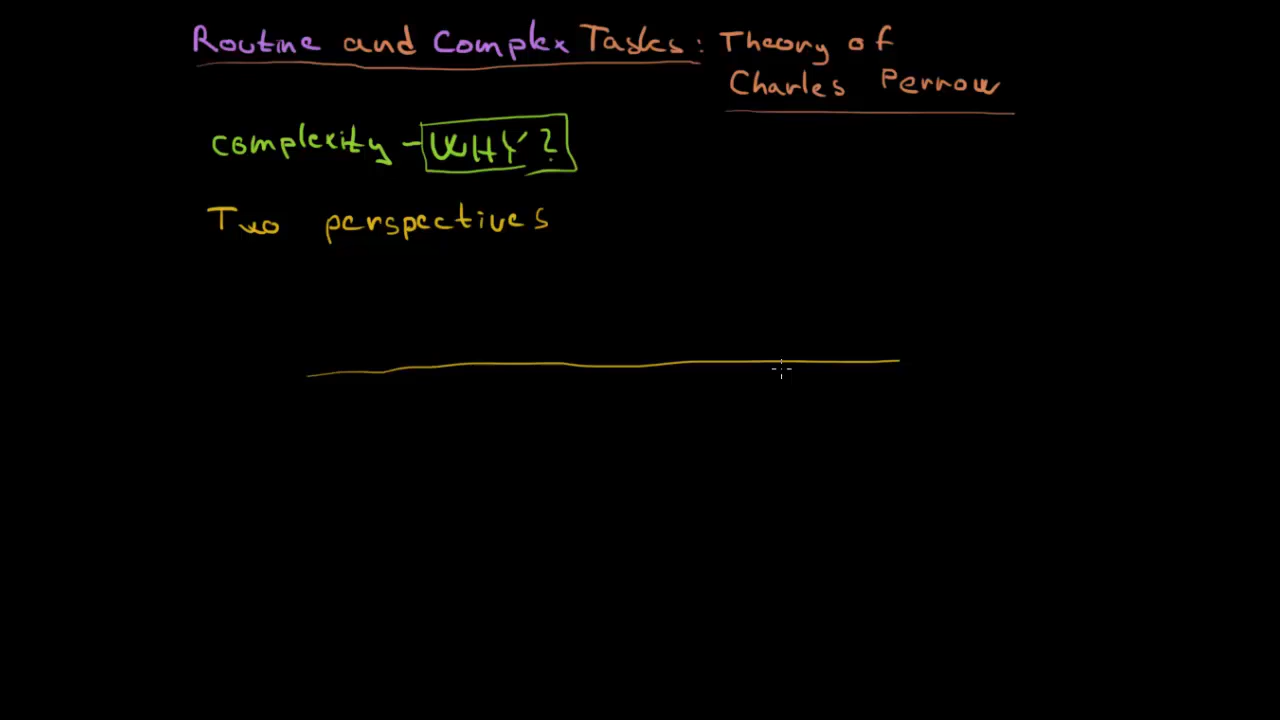 Routine and Complex Tasks: Theory of
Charles Perrow
complexity - WHY?
Two perspectives